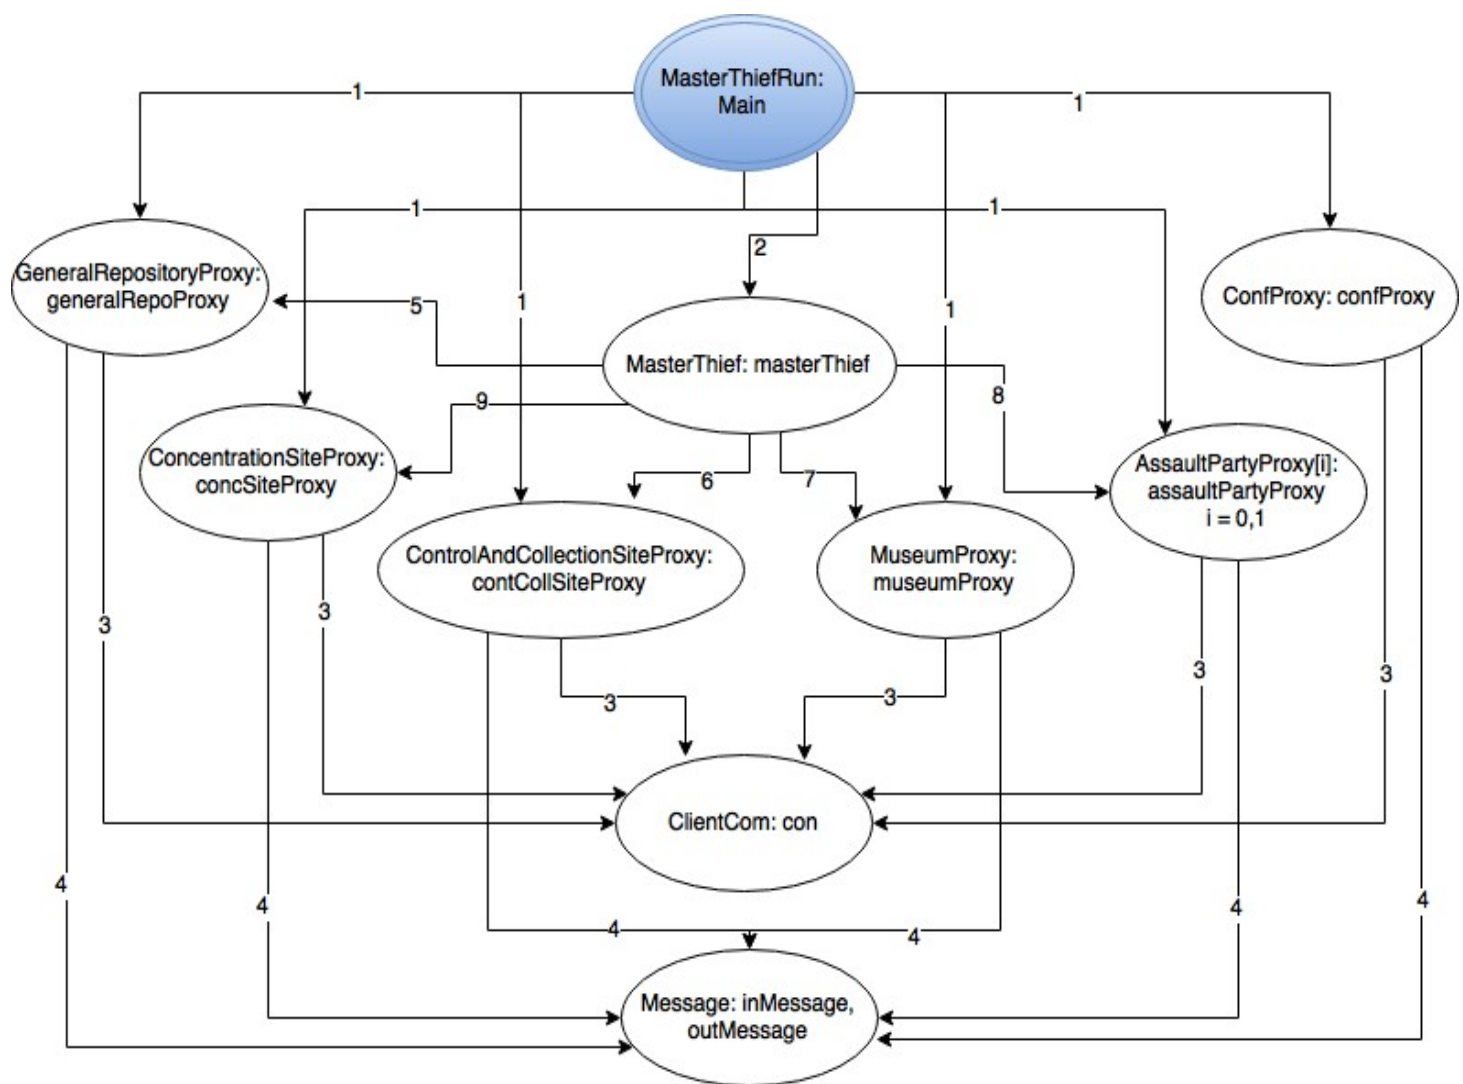 MasterThiefRun:
Main
1
1
1
1
2
GeneralRepositoryProxy:
generalRepoProxy
ConfProxy: confProxy
5
1
1
MasterThief: masterThief
9
8
ConcentrationSiteProxy:
concSiteProxy
AssaultPartyProxy[i]:
assaultPartyProxy
i = 0,1
6
7
ControlAndCollectionSiteProxy:
contCollSiteProxy
MuseumProxy:
museumProxy
3
3
3
3
3
3
ClientCom: con
4
4
4
4
4
4
Message: inMessage,
outMessage